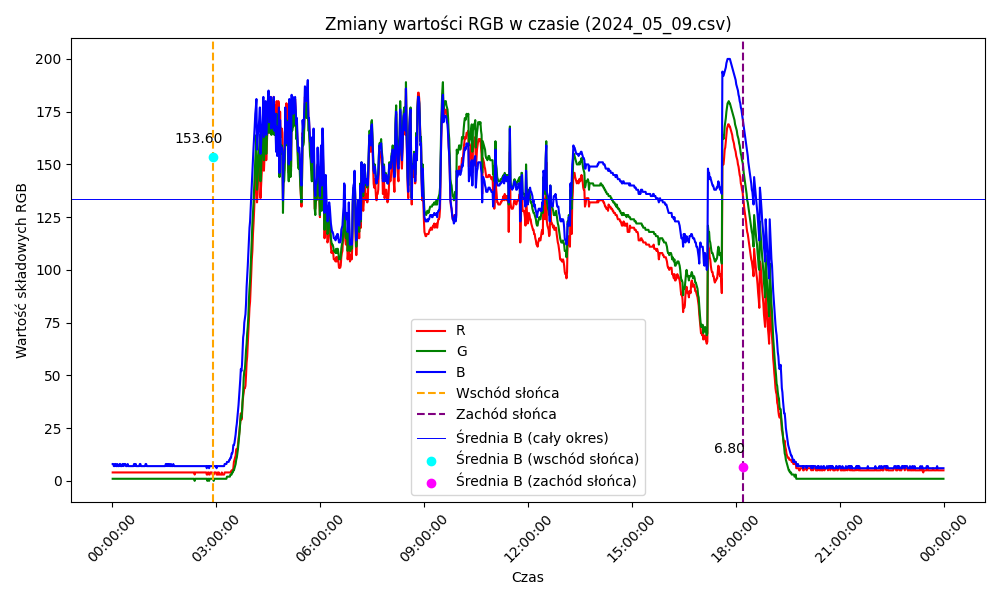 Zmiany wartości RGB w czasie (2024_05_09.csv)
Wartość składowych RGB
200
175
150
125
100
75
50
25
0
153.60
6.80
R
G
B
Wschód słońca
Zachód słońca
Średnia B (cały okres)
Średnia B (wschód słońca)
Średnia B (zachód słońca)
00:00:00
03:00:00
06:00:00
09:00:00
12:00:00
15:00:00
18:00:00
21:00:00
00:00:00
Czas